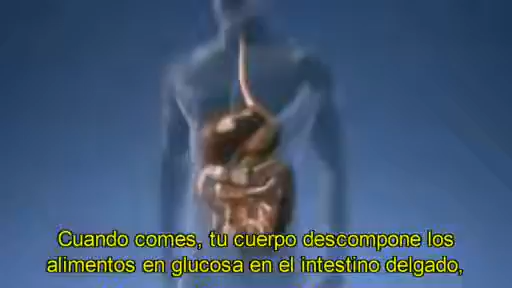 Cuando comes, tu cuerpo descompone los
alimentos en glucosa en el intestino delgado,